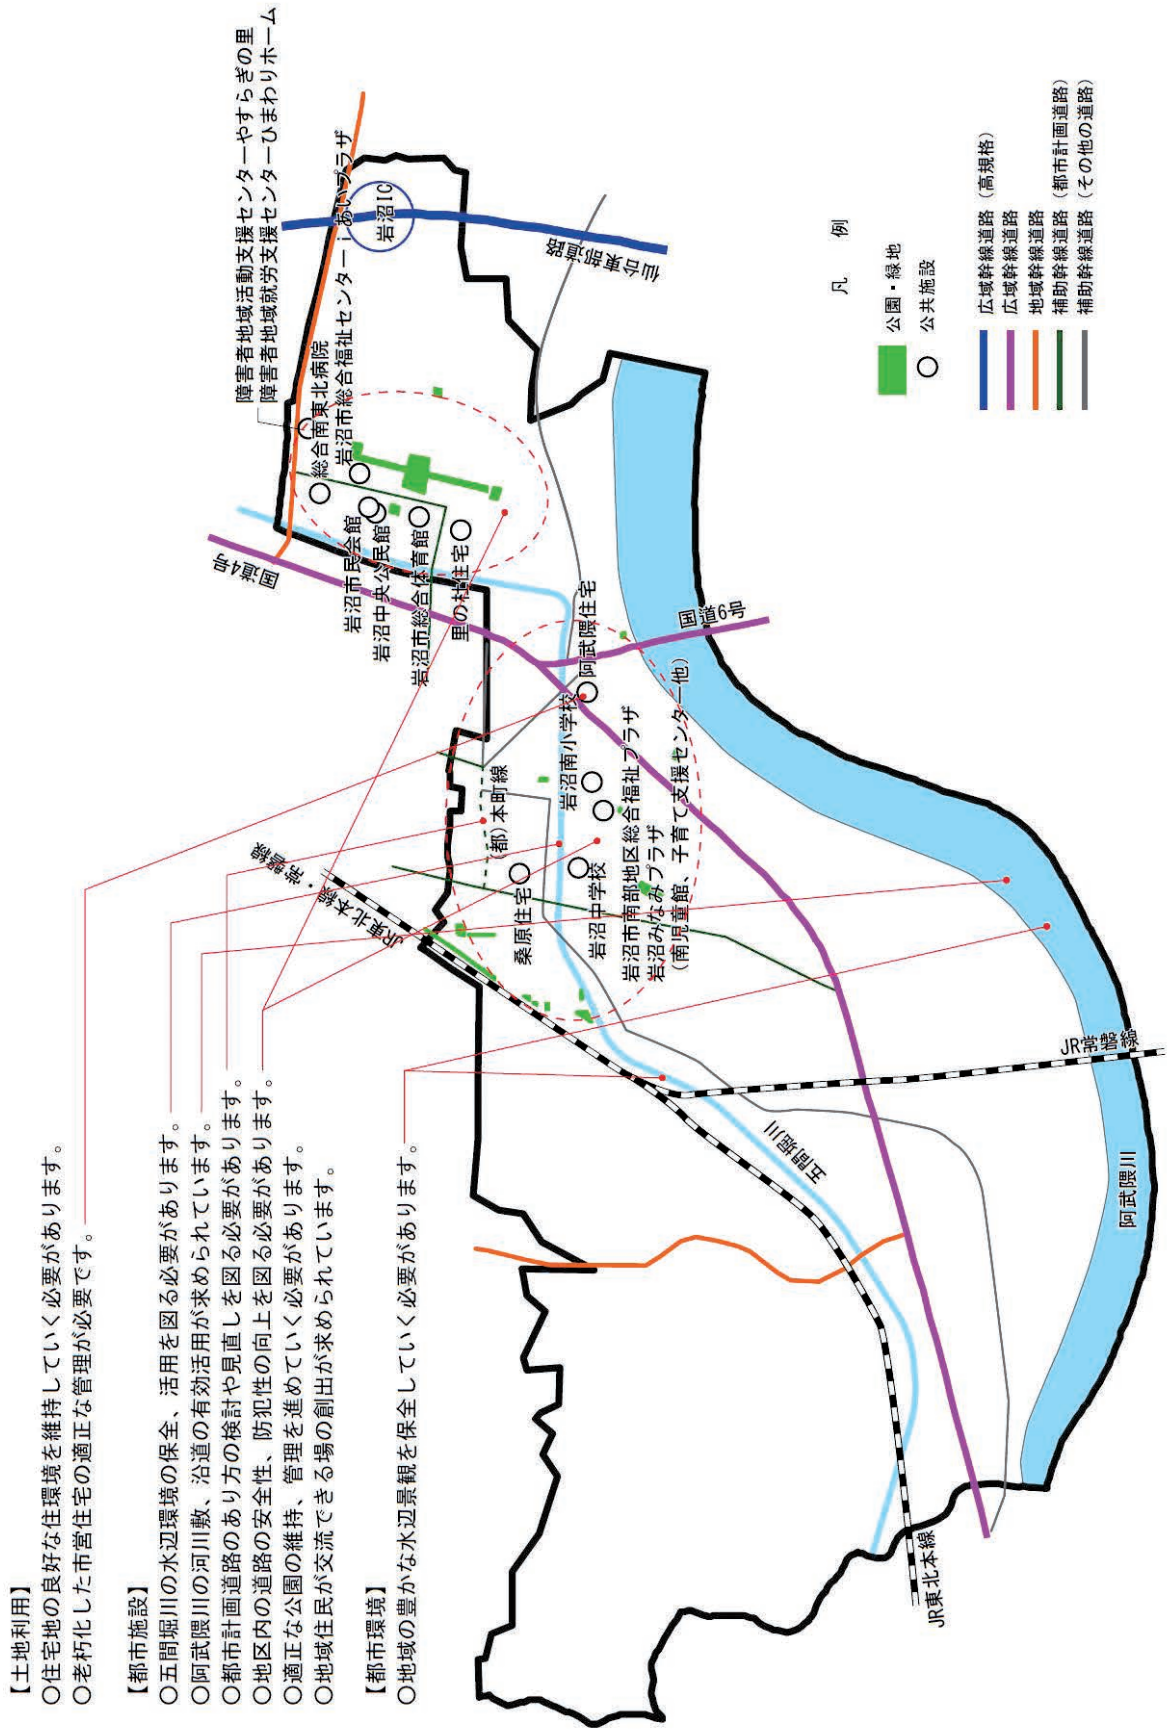 【土地利用】
○住宅地の良好な住環境を維持していく必要があります。
○老朽化した市営住宅の適正な管理が必要です。
【都市施設】
○五間堀川の水辺環境の保全、活用を図る必要があります。
○阿武隈川の河川敷、沿道の有効活用が求められています。
○都市計画道路のあり方の検討や見直しを図る必要があります。
○地区内の道路の安全性、防犯性の向上を図る必要があります。
○適正な公園の維持、管理を進めていく必要があります。
○地域住民が交流できる場の創出が求められています。
【都市環境】
○地域の豊かな水辺景観を保全していく必要があります。
障害者地域活動支援センターやすらぎの里
障害者地域就労支援センターひまわりホーム
総合南東北病院
岩沼市総合福祉センターiあいプラザ
岩沼IC
仙台東部道路
国道4号
岩沼市民会館
岩沼中央公民館
岩沼市総合体育館
里の杜住宅
国道6号
阿武隈住宅
岩沼南小学校
(都)本町線
JR東北本線・常磐線
桑原住宅
岩沼中学校
岩沼市南部地区総合福祉プラザ
岩沼みなみプラザ
(南児童館、子育て支援センター他)
五間堀川
JR常磐線
阿武隈川
JR東北本線
凡 例
公園・緑地
公共施設
広域幹線道路(高規格)
広域幹線道路
地域幹線道路
補助幹線道路(都市計画道路)
補助幹線道路(その他の道路)